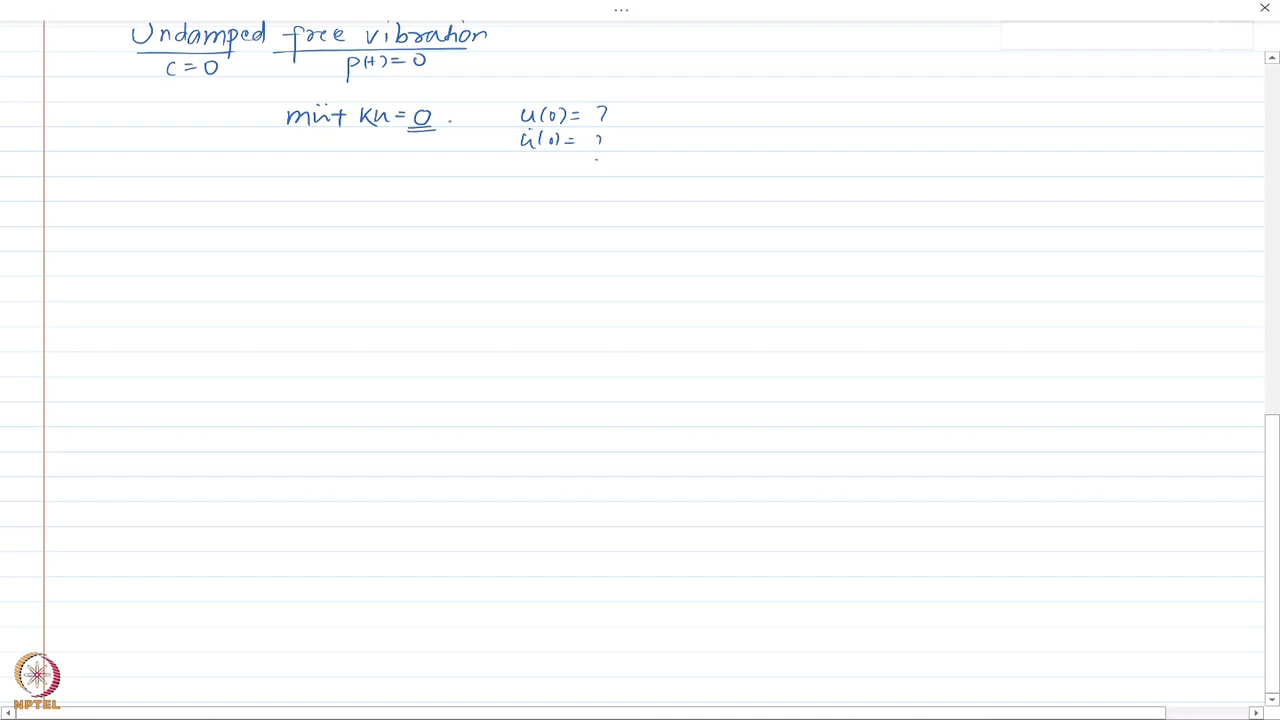 Undamped free vibration
c = 0 p(t) = 0
mü + ku = 0 . u(0) = ?
u̇(0) = ?
NPTEL